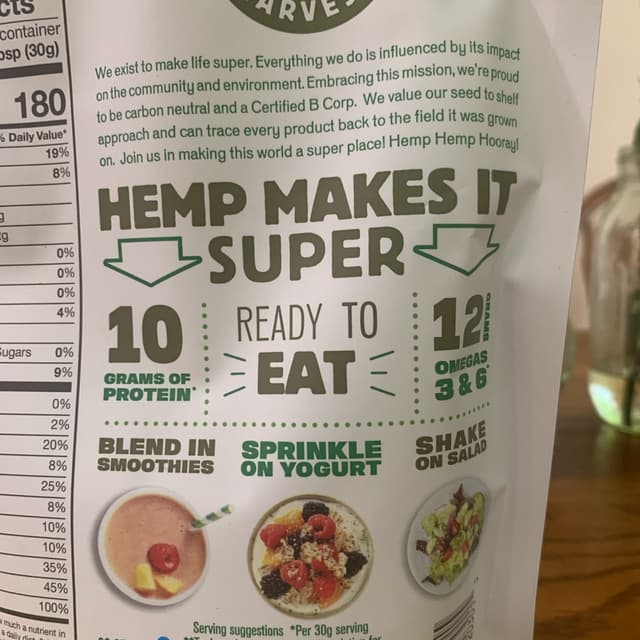 cts
container
bsp (30g)
180
% Daily Value*
19%
8%
g
g
0%
0%
0%
4%
Sugars 0%
9%
0%
2%
20%
8%
25%
8%
10%
10%
35%
45%
100%
much a nutrient in
a daily diet
ARVES
We exist to make life super. Everything we do is influenced by its impact
on the community and environment. Embracing this mission, we're proud
to be carbon neutral and a Certified B Corp. We value our seed to shelf
approach and can trace every product back to the field it was grown
on. Join us in making this world a super place! Hemp Hemp Hooray!
HEMP MAKES IT
SUPER
10
GRAMS OF
PROTEIN*
READY TO
EAT
12 GRAMS
OMEGAS
3 & 6*
BLEND IN
SMOOTHIES
SPRINKLE
ON YOGURT
SHAKE
ON SALAD
Serving suggestions *Per 30g serving